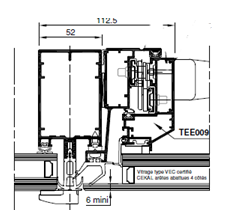 112.5
52
TEE009
Vitrage type VEC certifié
CEKAL arêtes abattues 4 côtés
6 mini